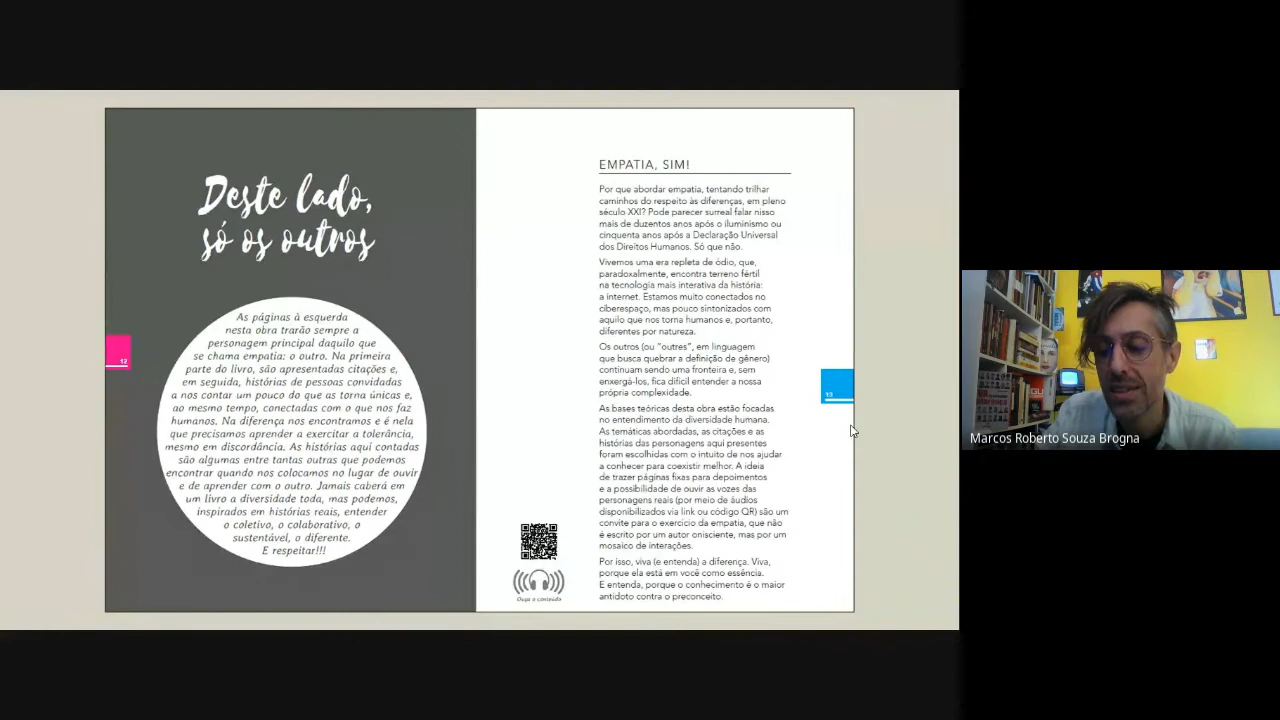 Deste lado,
só os outros
As páginas à esquerda
nesta obra trarão sempre a
personagem principal daquilo que
se chama empatia: o outro. Na primeira
parte do livro, são apresentadas citações e,
em seguida, histórias de pessoas convidadas
a nos contar um pouco do que as torna únicas e,
ao mesmo tempo, conectadas com o que nos faz
humanos. Na diferença nos encontramos e é nela
que precisamos aprender a exercitar a tolerância,
mesmo em discordância. As histórias aqui contadas
são algumas entre tantas outras que podemos
encontrar quando nos colocamos no lugar de ouvir
e de aprender com o outro. Jamais caberá em
um livro a diversidade toda, mas podemos,
inspirados em histórias reais, entender
o coletivo, o colaborativo, o
sustentável, o diferente.
E respeitar!!!
12
EMPATIA, SIM!
Por que abordar empatia, tentando trilhar
caminhos do respeito às diferenças, em pleno
século XXI? Pode parecer surreal falar nisso
mais de duzentos anos após o iluminismo ou
cinquenta anos após a Declaração Universal
dos Direitos Humanos. Só que não.
Vivemos uma era repleta de ódio, que,
paradoxalmente, encontra terreno fértil
na tecnologia mais interativa da história:
a internet. Estamos muito conectados no
ciberespaço, mas pouco sintonizados com
aquilo que nos torna humanos e, portanto,
diferentes por natureza.
Os outros (ou "outres", em linguagem
que busca quebrar a definição de gênero)
continuam sendo uma fronteira e, sem
enxergá-los, fica difícil entender a nossa
própria complexidade.
As bases teóricas desta obra estão focadas
no entendimento da diversidade humana.
As temáticas abordadas, as citações e as
histórias das personagens aqui presentes
foram escolhidas com o intuito de nos ajudar
a conhecer para coexistir melhor. A ideia
de trazer páginas fixas para depoimentos
e a possibilidade de ouvir as vozes das
personagens reais (por meio de áudios
disponibilizados via link ou código QR) são um
convite para o exercício da empatia, que não
é escrito por um autor onisciente, mas por um
mosaico de interações.
Por isso, viva (e entenda) a diferença. Viva,
porque ela está em você como essência.
E entenda, porque o conhecimento é o maior
antídoto contra o preconceito.
13
Ouça o conteúdo
Marcos Roberto Souza Brogna